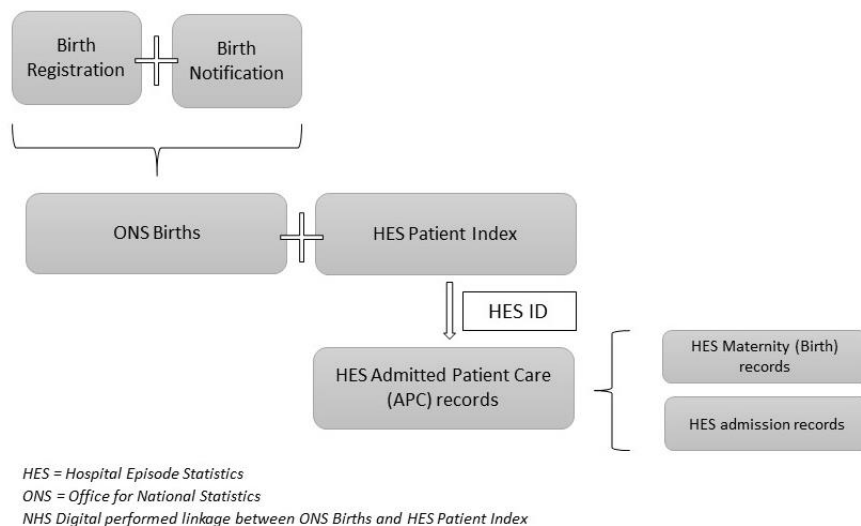 Birth
Registration
Birth
Notification
ONS Births
HES Patient Index
HES ID
HES Admitted Patient Care
(APC) records
HES Maternity (Birth)
records
HES admission records
HES = Hospital Episode Statistics
ONS = Office for National Statistics
NHS Digital performed linkage between ONS Births and HES Patient Index